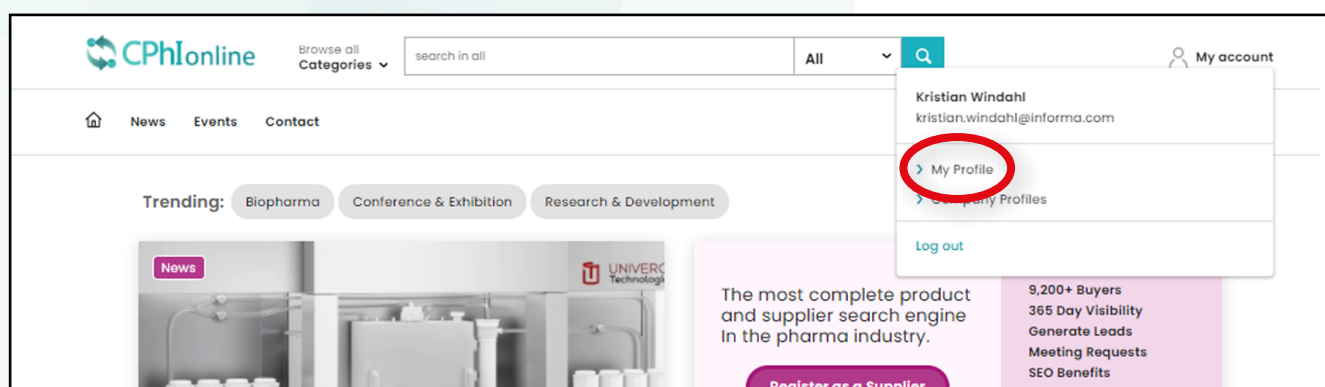 CPhIonline
Browse all
Categories
search in all
All
My account
Kristian Windahl
kristian.windahl@informa.com
News Events Contact
My Profile
Company Profiles
Log out
Trending: Biopharma Conference & Exhibition Research & Development
News
UNIVERC
Technolog
The most complete product
and supplier search engine
In the pharma industry.
Register as a Supplier
9,200+ Buyers
365 Day Visibility
Generate Leads
Meeting Requests
SEO Benefits